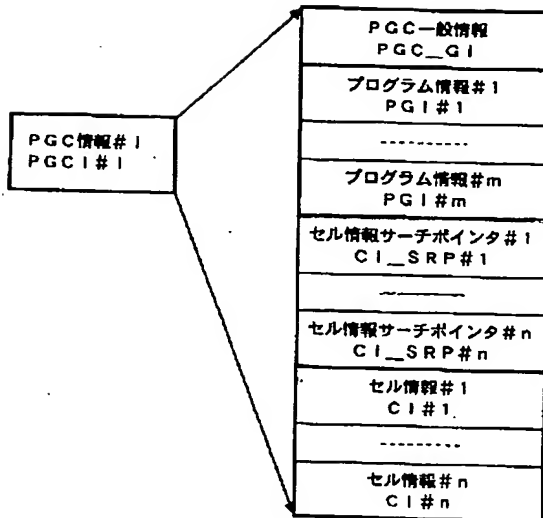 PGC情報#i
PGCI#i
PGC一般情報
PGC_GI
プログラム情報#1
PGI#1
プログラム情報#m
PGI#m
セル情報サーチポインタ#1
CI_SRP#1
セル情報サーチポインタ#n
CI_SRP#n
セル情報#1
CI#1
セル情報#n
CI#n